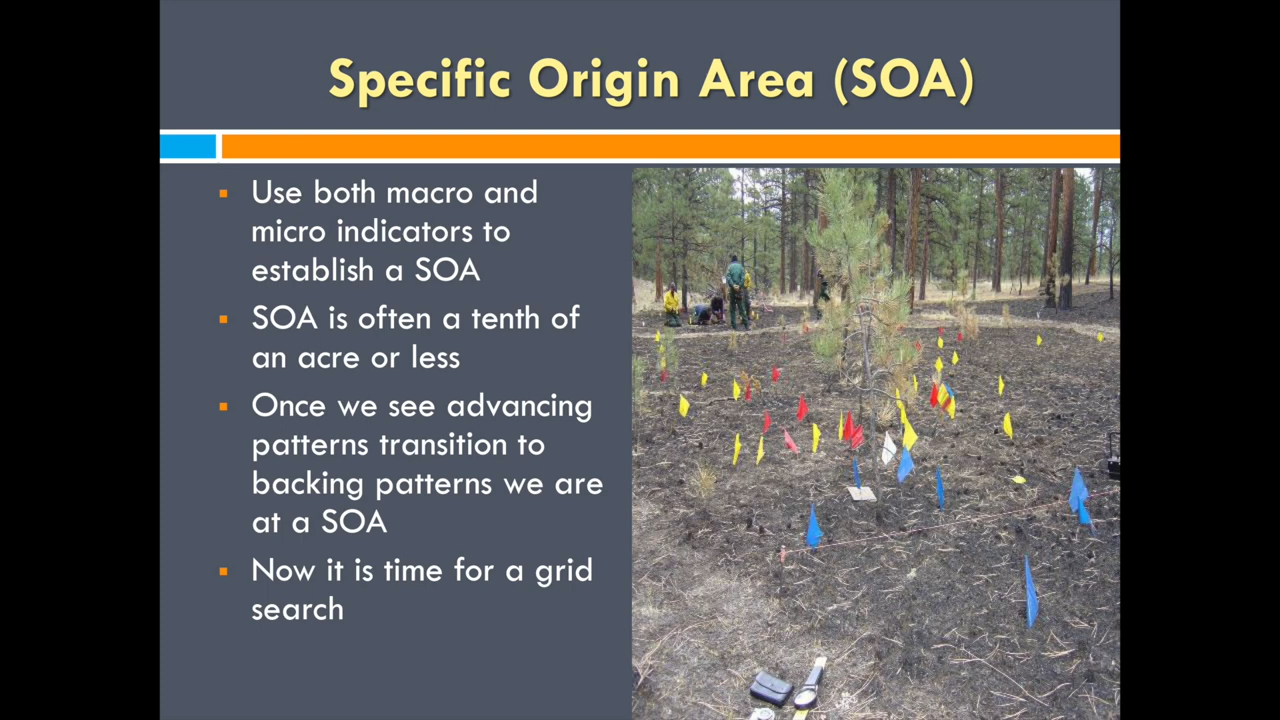 Specific Origin Area (SOA)
Use both macro and
micro indicators to
establish a SOA
SOA is often a tenth of
an acre or less
Once we see advancing
patterns transition to
backing patterns we are
at a SOA
Now it is time for a grid
search